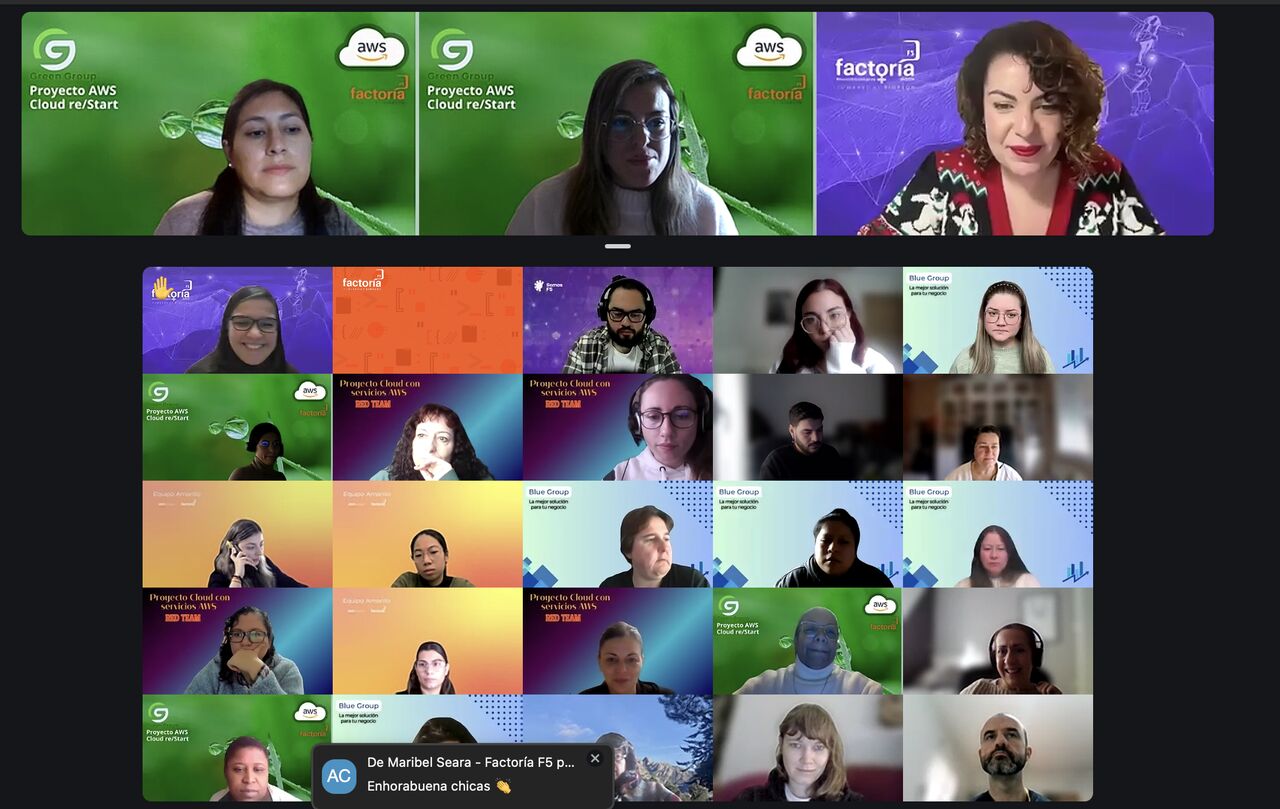 Green Group
Proyecto AWS
Cloud re/Start
aws
factoría
Green Group
Proyecto AWS
Cloud re/Start
aws
factoría
F5
factoría
factoría
Somos
F5
Blue Group
La mejor solución
para tu negocio
Proyecto AWS
Cloud re/Start
aws
factoría
Proyecto Cloud con
servicios AWS
RED TEAM
Proyecto Cloud con
servicios AWS
RED TEAM
Equipo Amarillo
Equipo Amarillo
Blue Group
La mejor solución
para tu negocio
Blue Group
La mejor solución
para tu negocio
Blue Group
La mejor solución
para tu negocio
Proyecto Cloud con
servicios AWS
RED TEAM
Equipo Amarillo
Proyecto Cloud con
servicios AWS
RED TEAM
Proyecto AWS
Cloud re/Start
aws
factoría
Proyecto AWS
Cloud re/Start
aws
factoría
Blue Group
La mejor solución
para tu negocio
AC
De Maribel Seara - Factoría F5 p...
Enhorabuena chicas 👏